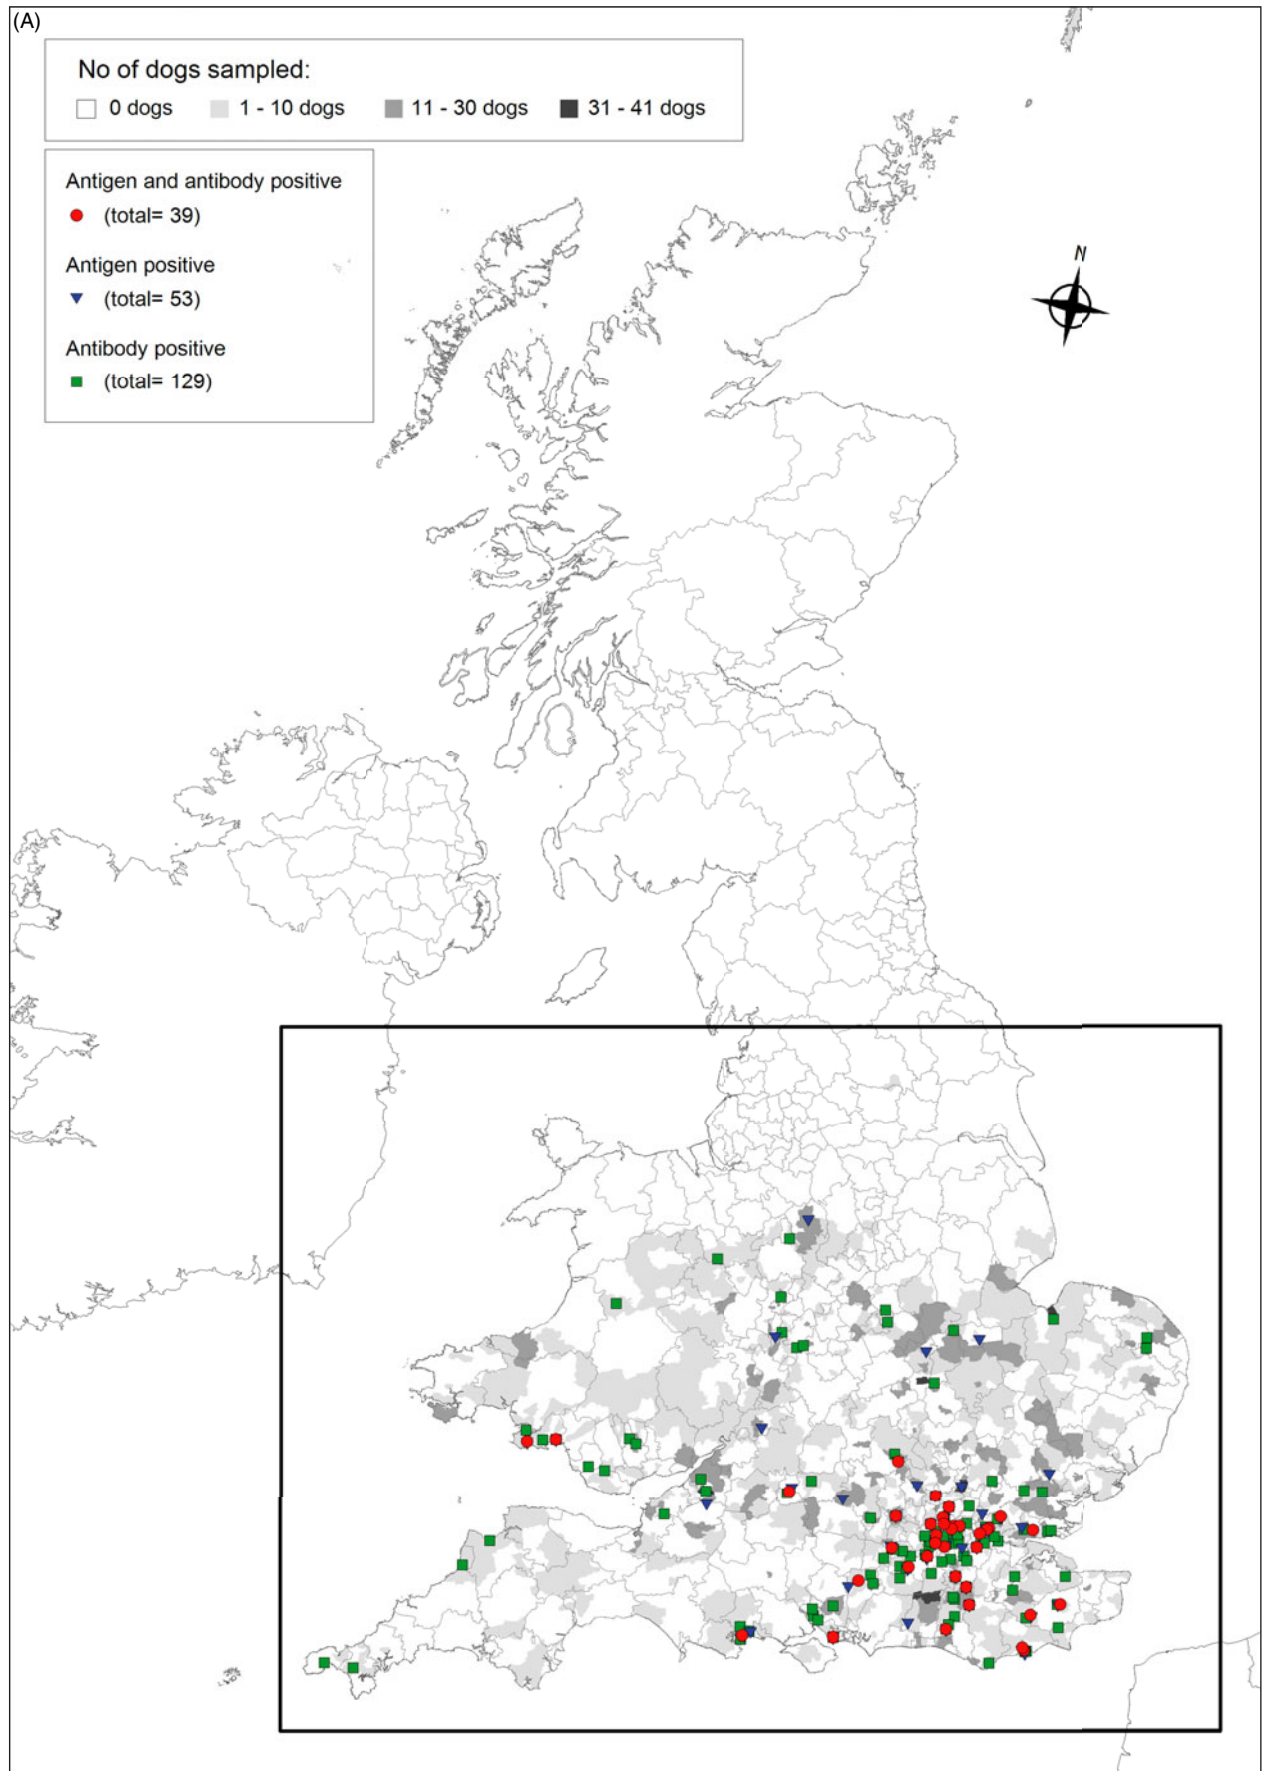 (A)
No of dogs sampled:
0 dogs 1 - 10 dogs 11 - 30 dogs 31 - 41 dogs
Antigen and antibody positive
(total= 39)
Antigen positive
(total= 53)
Antibody positive
(total= 129)
N